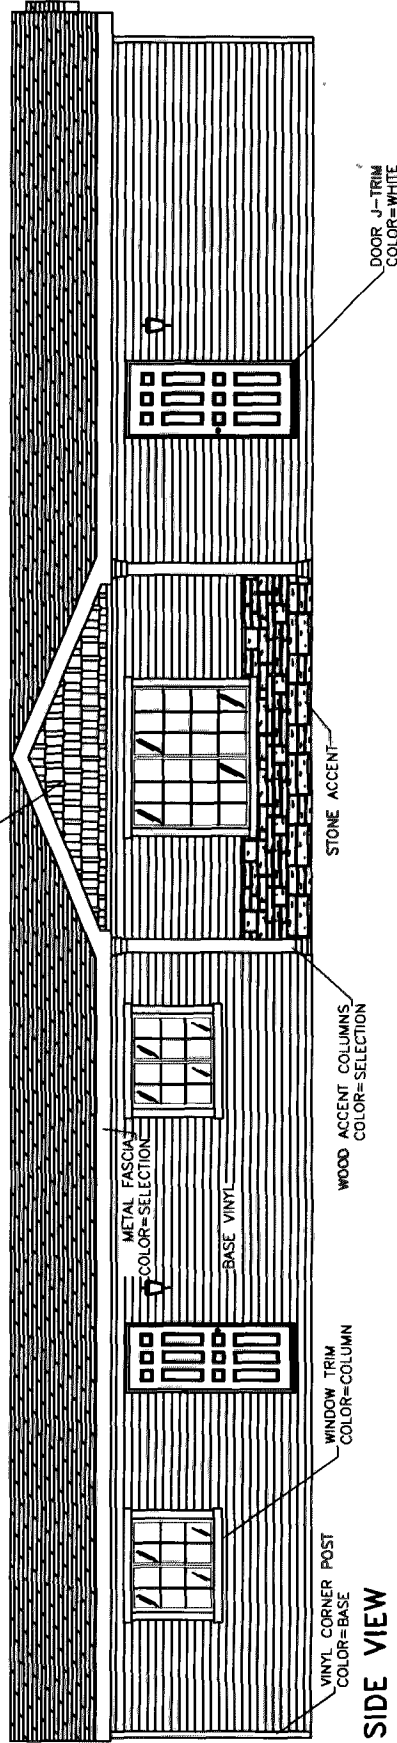 METAL FASCIA
COLOR=SELECTION
BASE VINYL
VINYL CORNER POST
COLOR=BASE
WINDOW TRIM
COLOR=COLUMN
WOOD ACCENT COLUMNS
COLOR=SELECTION
STONE ACCENT
DOOR J-TRIM
COLOR=WHITE
SIDE VIEW